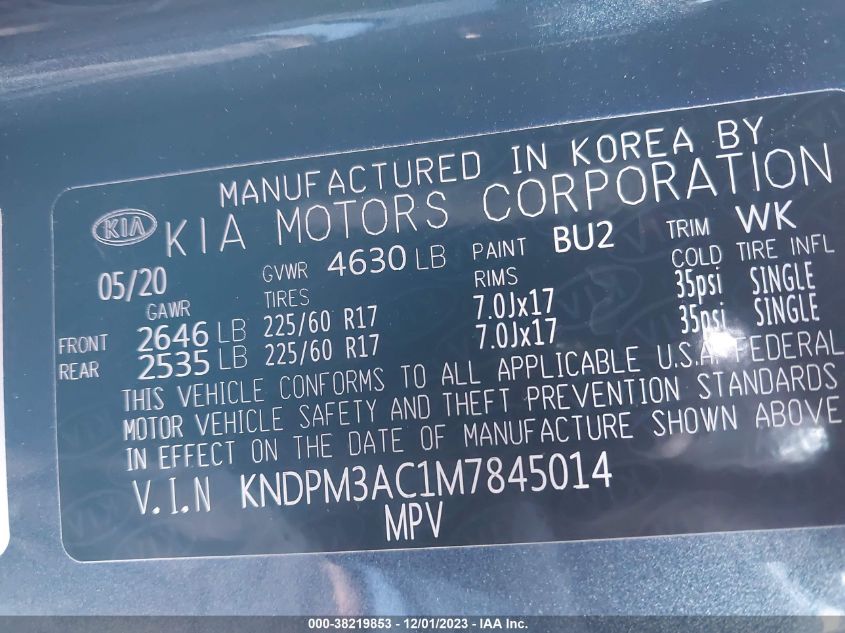 MANUFACTURED IN KOREA BY
KIA KIA MOTORS CORPORATION
05/20 GVWR 4630 LB PAINT BU2 TRIM WK
GAWR TIRES RIMS COLD TIRE INFL
FRONT 2646 LB 225/60 R17 7.0Jx17 35psi SINGLE
REAR 2535 LB 225/60 R17 7.0Jx17 35psi SINGLE
THIS VEHICLE CONFORMS TO ALL APPLICABLE U.S.A. FEDERAL
MOTOR VEHICLE SAFETY AND THEFT PREVENTION STANDARDS
IN EFFECT ON THE DATE OF MANUFACTURE SHOWN ABOVE
V.I.N KNDPM3AC1M7845014
MPV
000-38219853 - 12/01/2023 - IAA Inc.